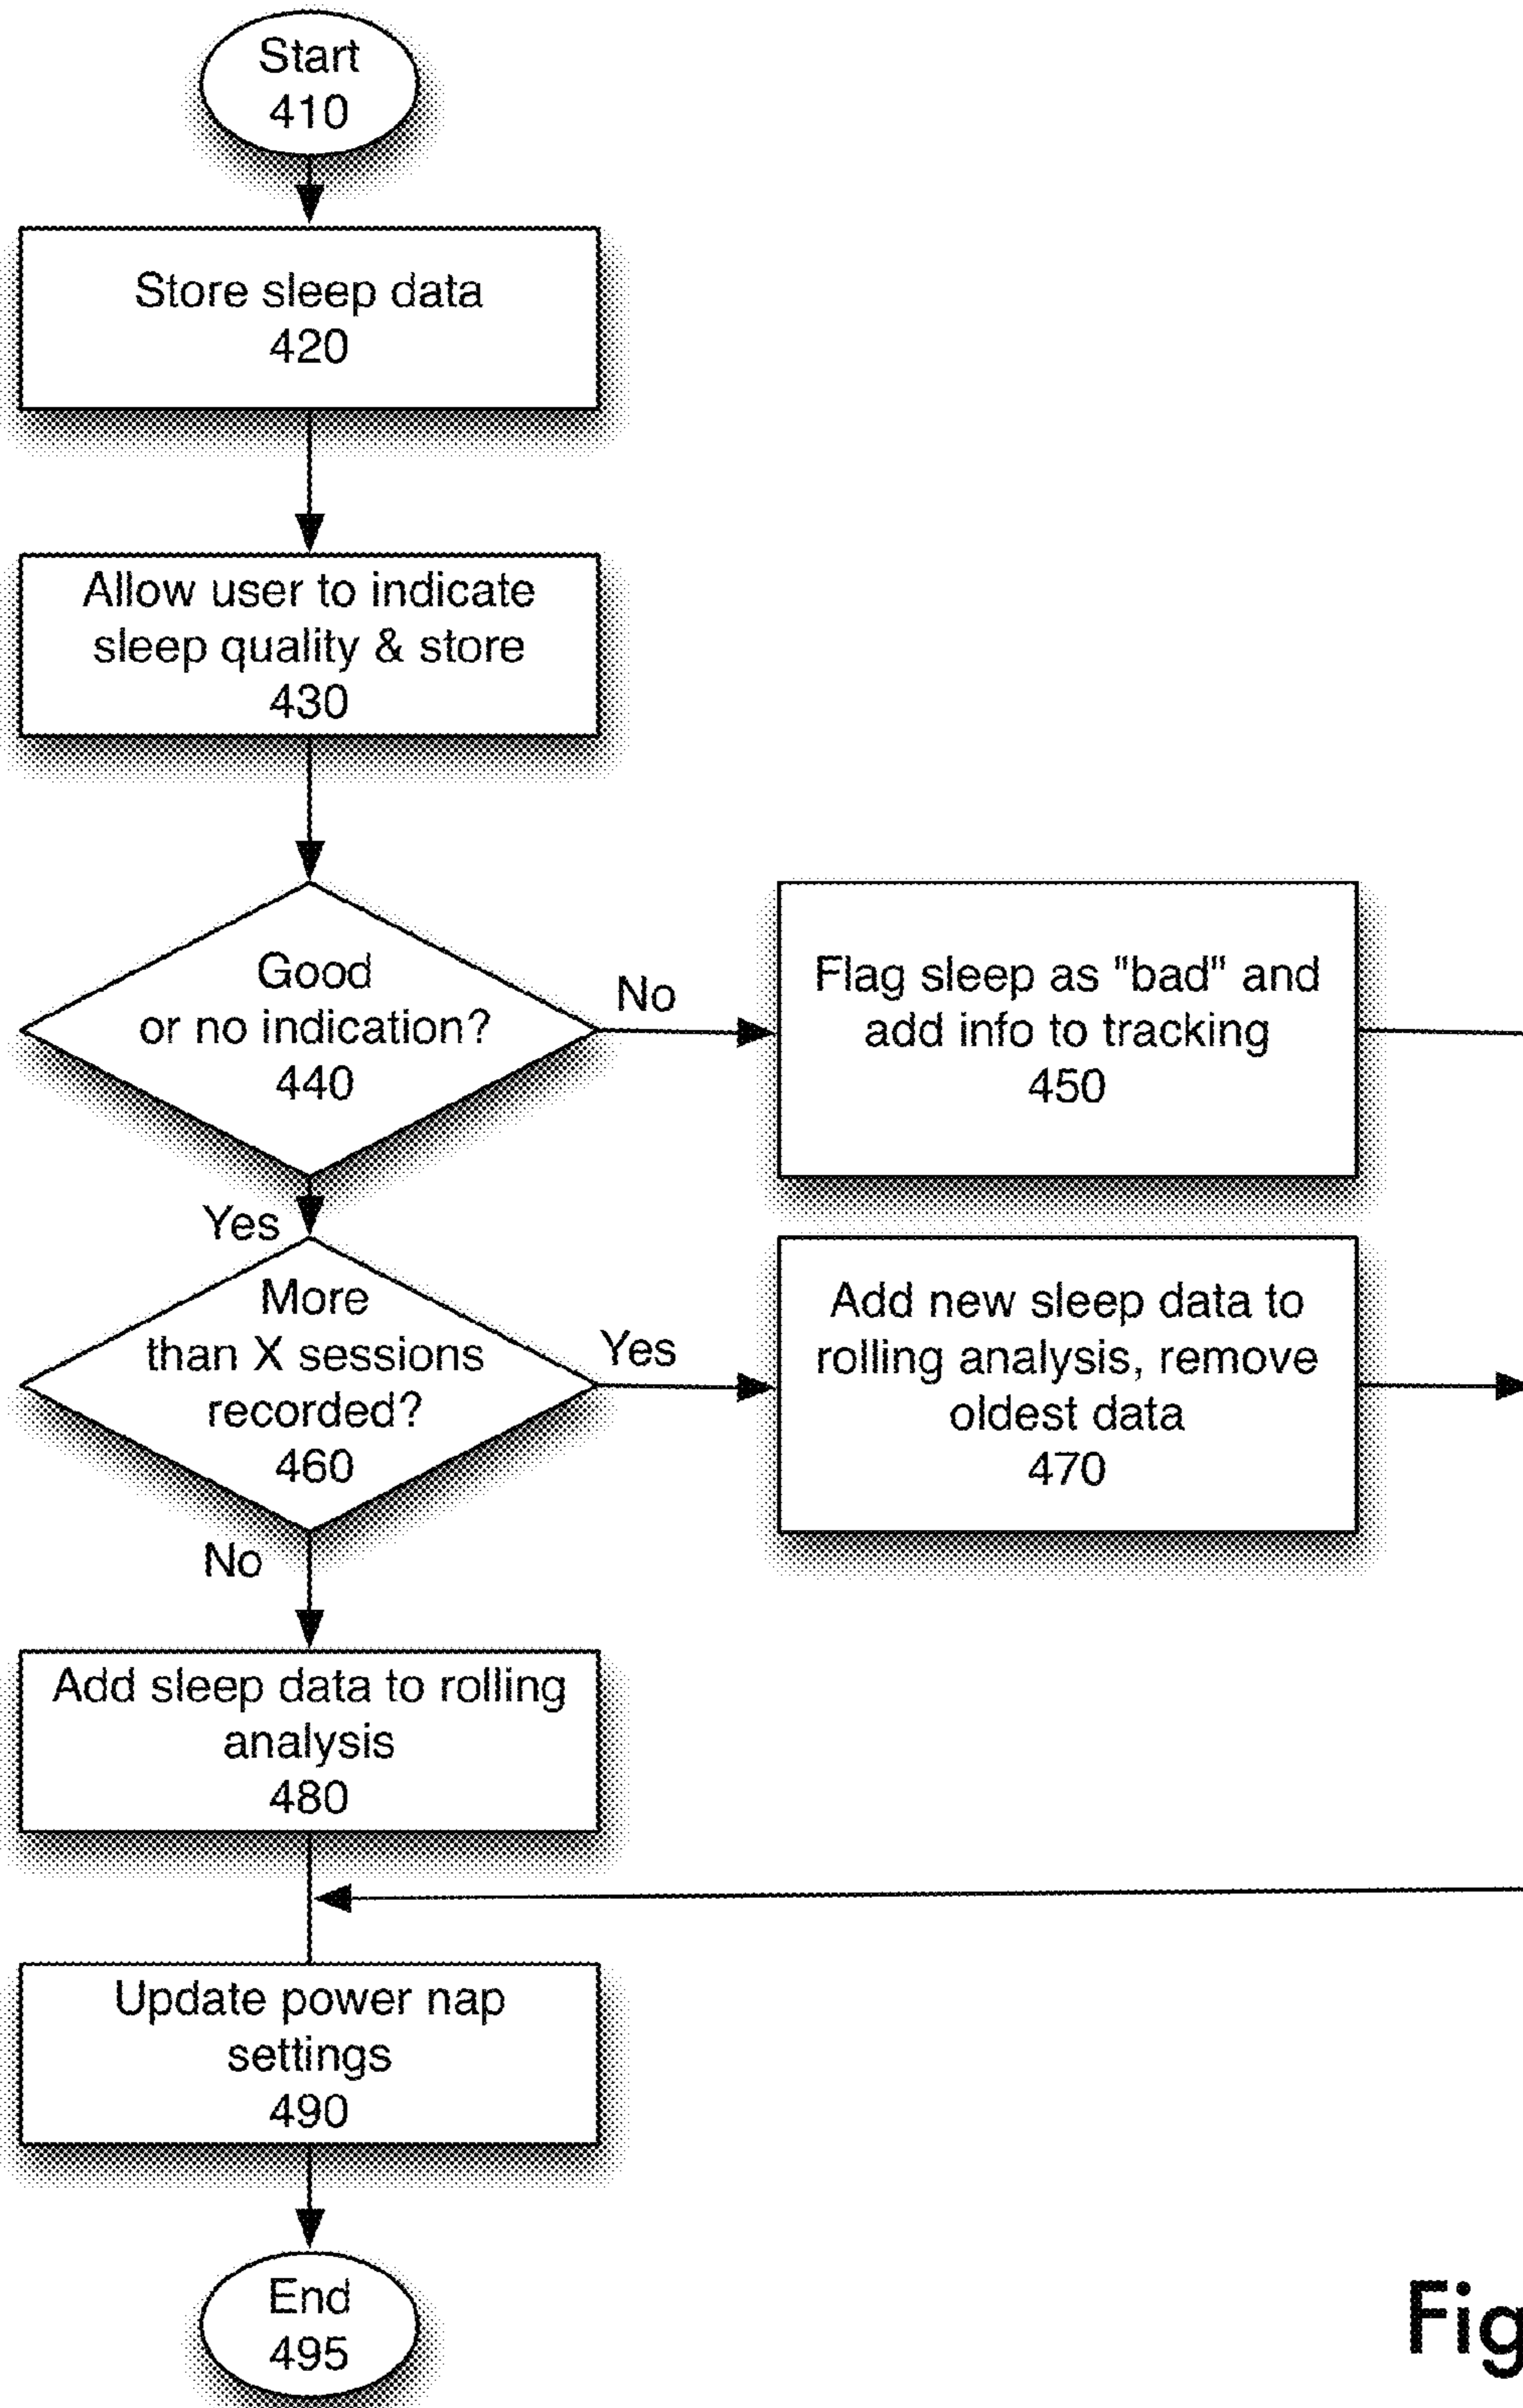 Start
410
Store sleep data
420
Allow user to indicate
sleep quality & store
430
Good
or no indication?
440
No
Flag sleep as "bad" and
add info to tracking
450
Yes
More
than X sessions
recorded?
460
Yes
Add new sleep data to
rolling analysis, remove
oldest data
470
No
Add sleep data to rolling
analysis
480
Update power nap
settings
490
End
495
Fig